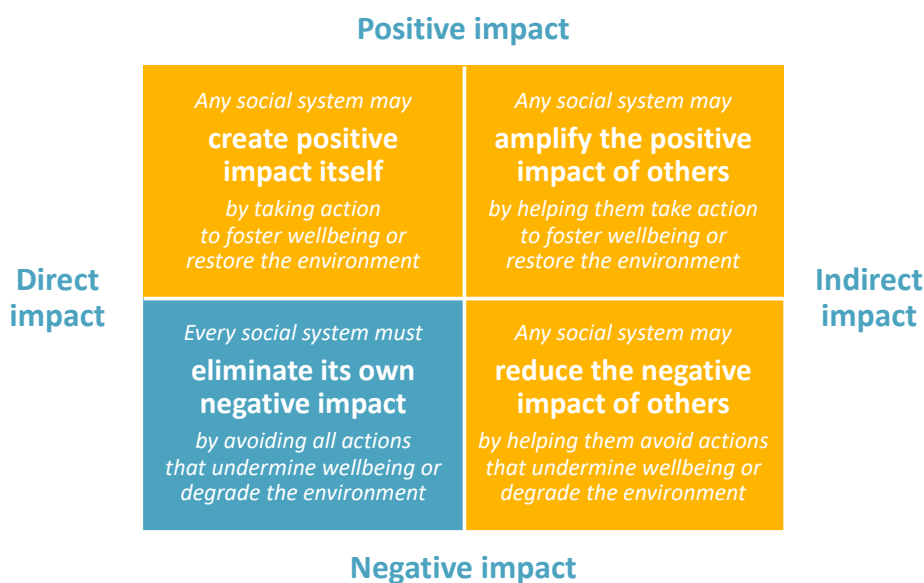 Positive impact
Any social system may
create positive
impact itself
by taking action
to foster wellbeing or
restore the environment
Any social system may
amplify the positive
impact of others
by helping them take action
to foster wellbeing or
restore the environment
Direct
impact
Indirect
impact
Every social system must
eliminate its own
negative impact
by avoiding all actions
that undermine wellbeing or
degrade the environment
Any social system may
reduce the negative
impact of others
by helping them avoid actions
that undermine wellbeing or
degrade the environment
Negative impact